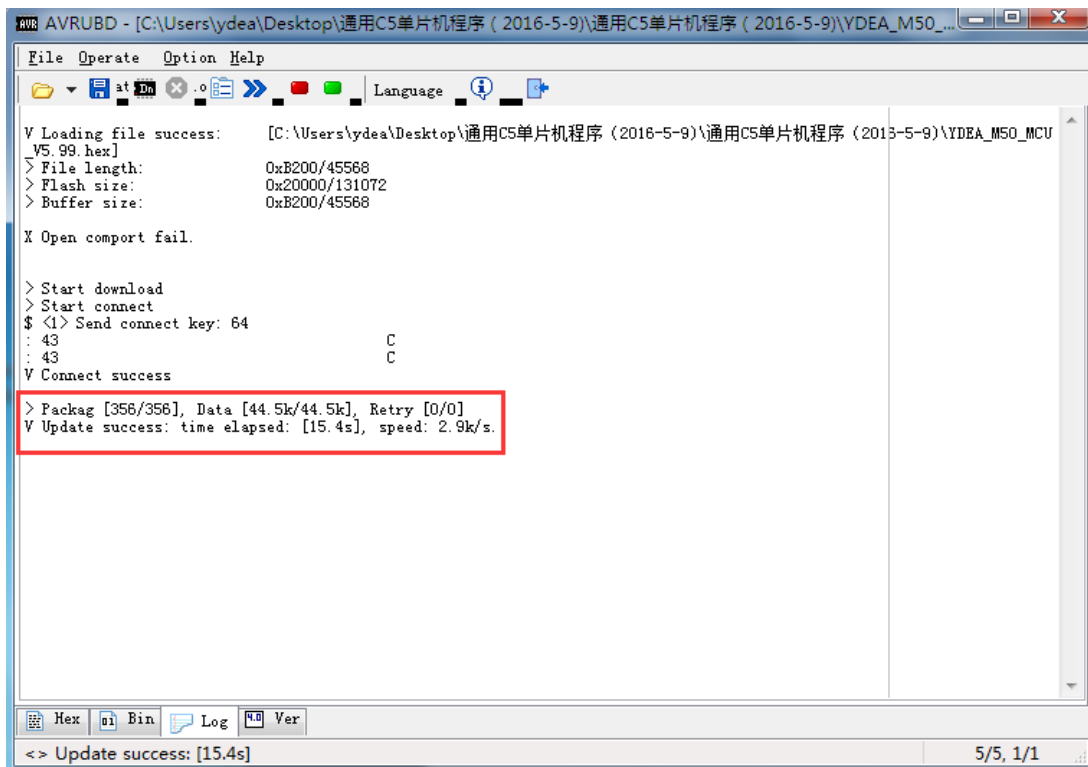 AVRUBD - [C:\Users\ydea\Desktop\通用C5单片机程序 ( 2016-5-9)\通用C5单片机程序 ( 2016-5-9)\YDEA_M50_...
File Operate Option Help
at Dn .o Language
V Loading file success: [C:\Users\ydea\Desktop\通用C5单片机程序 (2016-5-9)\通用C5单片机程序 (2016-5-9)\YDEA_M50_MCU
_V5.99.hex]
> File length: 0xB200/45568
> Flash size: 0x20000/131072
> Buffer size: 0xB200/45568
X Open comport fail.
> Start download
> Start connect
$ <1> Send connect key: 64
: 43 C
: 43 C
V Connect success
> Packag [356/356], Data [44.5k/44.5k], Retry [0/0]
V Update success: time elapsed: [15.4s], speed: 2.9k/s.
Hex Bin Log Ver
<> Update success: [15.4s] 5/5, 1/1